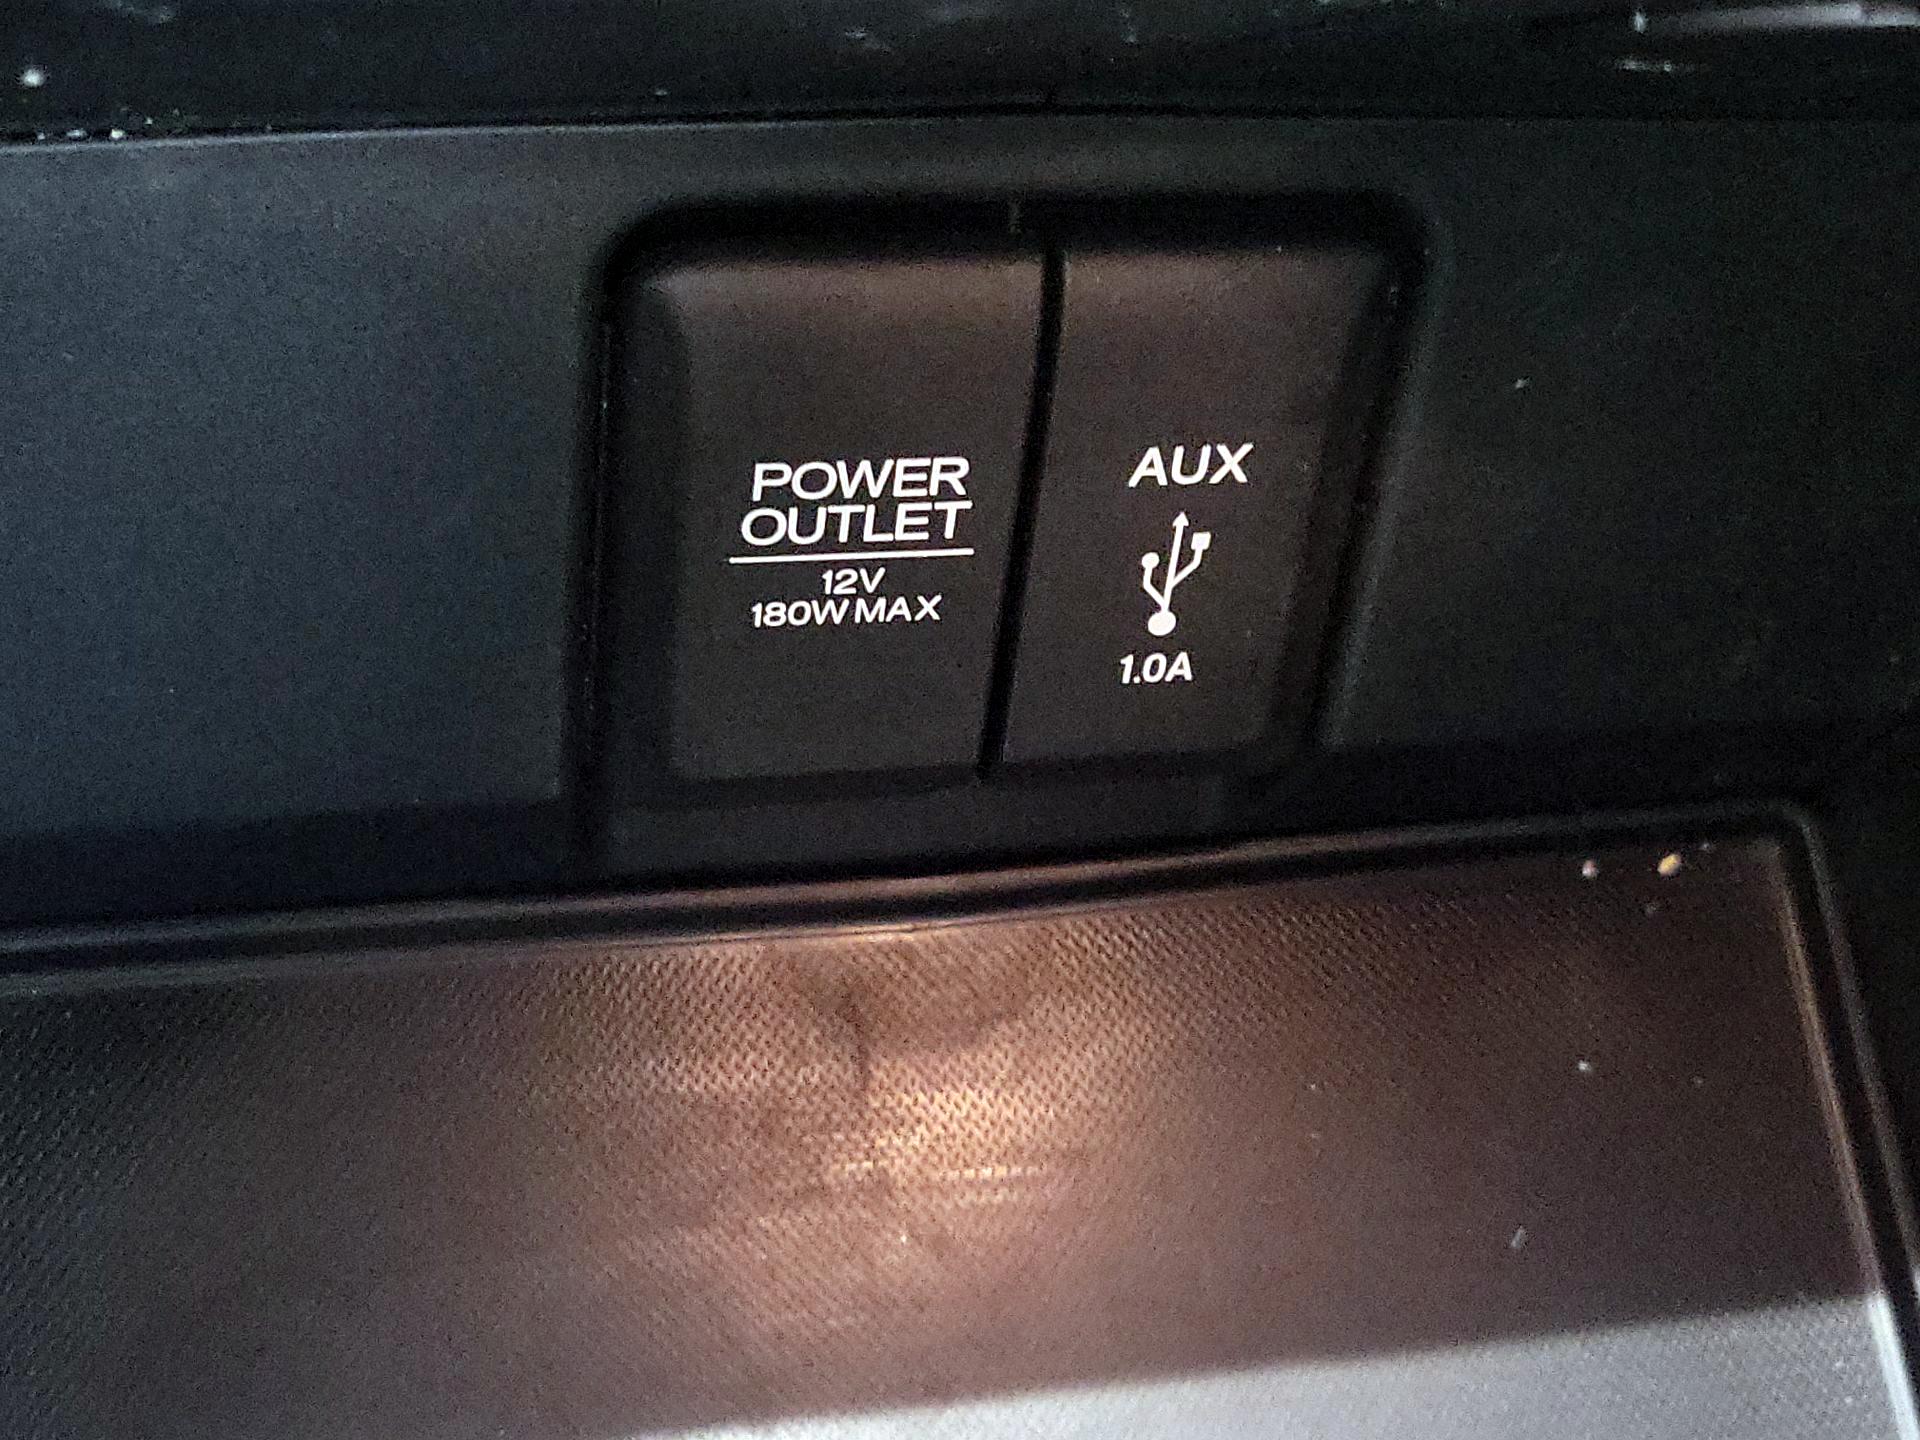 POWER
OUTLET
12V
180W MAX
AUX
1.0A